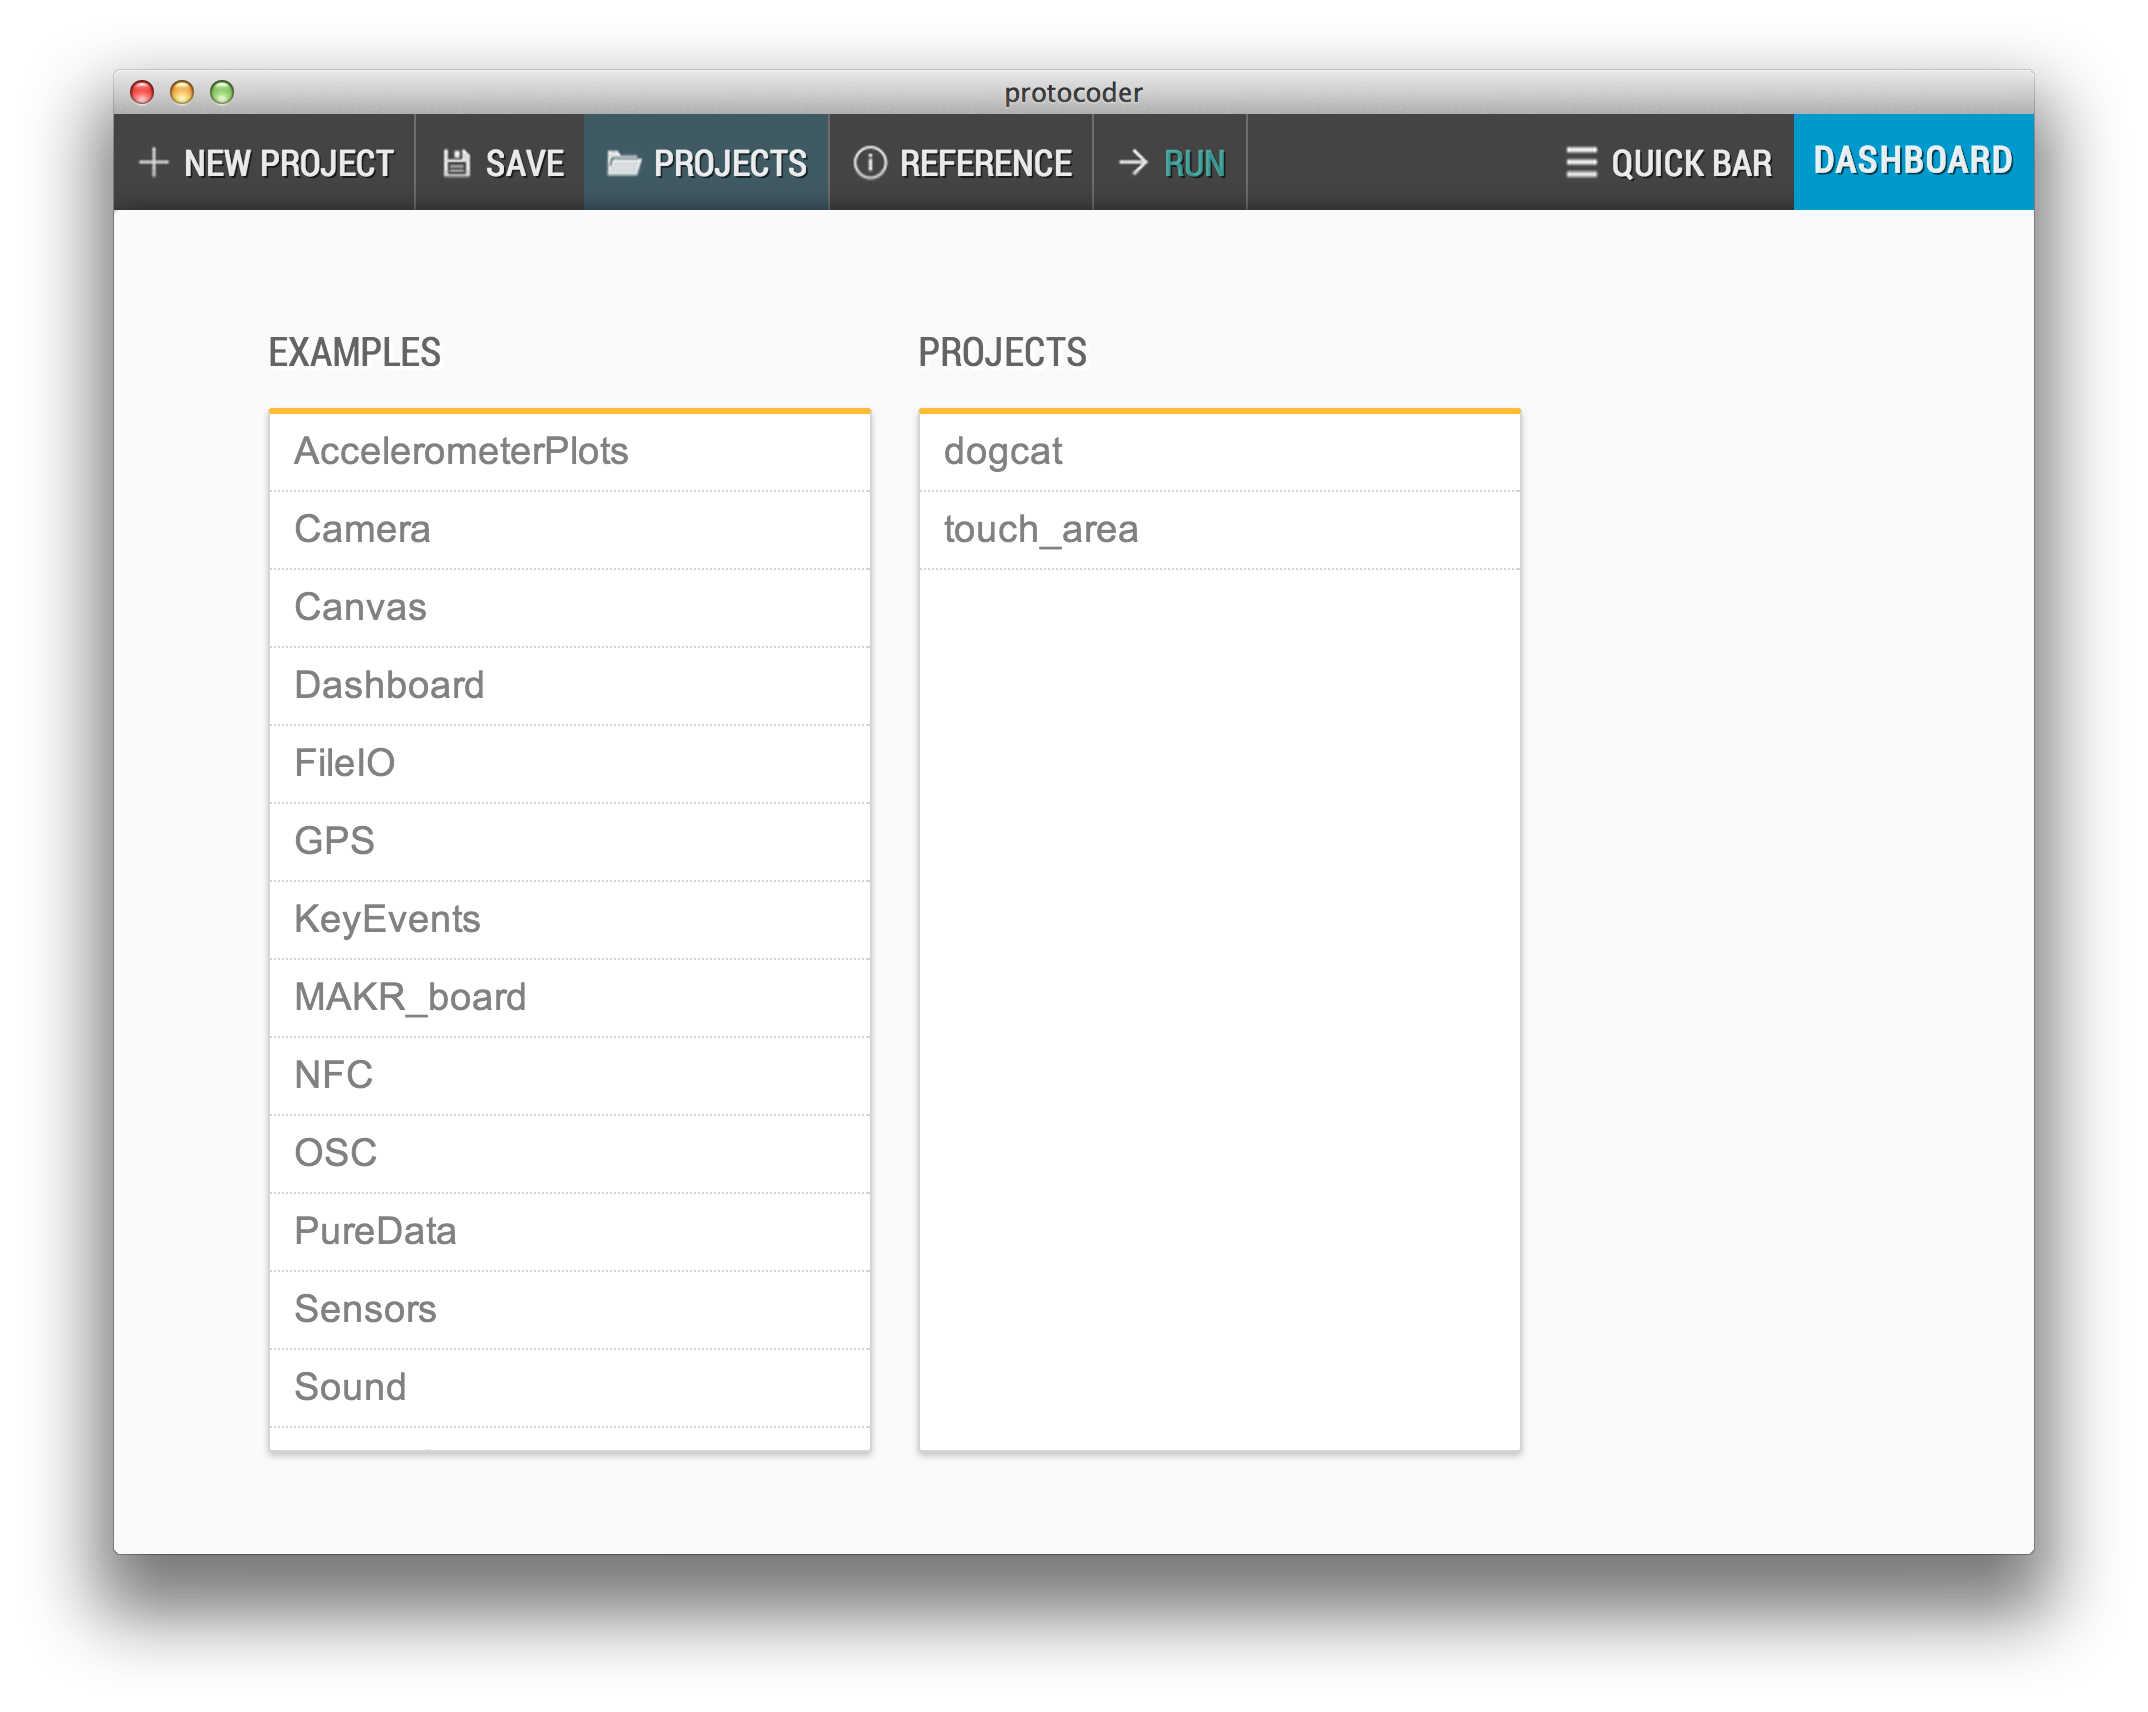 protocoder
NEW PROJECT SAVE PROJECTS REFERENCE RUN QUICK BAR DASHBOARD
EXAMPLES
AccelerometerPlots
Camera
Canvas
Dashboard
FileIO
GPS
KeyEvents
MAKR_board
NFC
OSC
PureData
Sensors
Sound
PROJECTS
dogcat
touch_area